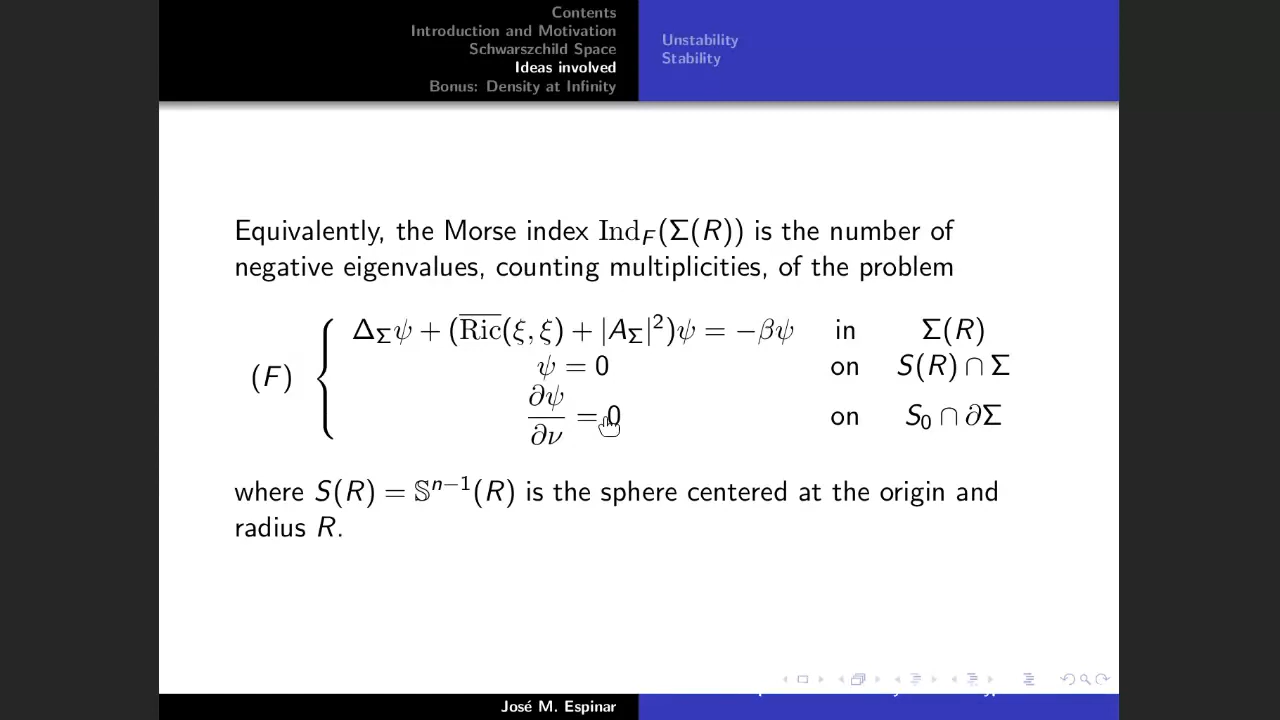 Contents
Introduction and Motivation
Schwarszchild Space
Ideas involved
Bonus: Density at Infinity
Unstability
Stability
Equivalently, the Morse index Ind_F(Σ(R)) is the number of
negative eigenvalues, counting multiplicities, of the problem
(F) { Δ_Σψ + (\overline{Ric}(ξ, ξ) + |A_Σ|²)ψ = −βψ in Σ(R)
ψ = 0 on S(R) ∩ Σ
∂ψ/∂ν = 0 on S₀ ∩ ∂Σ
where S(R) = 𝕊ⁿ⁻¹(R) is the sphere centered at the origin and
radius R.
José M. Espinar